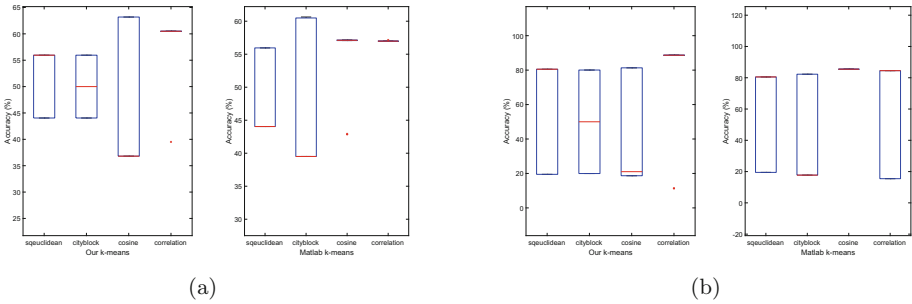 65
60
55
50
45
40
35
30
25
Accuracy (%)
sqeuclidean cityblock cosine correlation
Our k-means
60
55
50
45
40
35
30
Accuracy (%)
sqeuclidean cityblock cosine correlation
Matlab k-means
(a)
100
80
60
40
20
0
Accuracy (%)
sqeuclidean cityblock cosine correlation
Our k-means
120
100
80
60
40
20
0
-20
Accuracy (%)
sqeuclidean cityblock cosine correlation
Matlab k-means
(b)